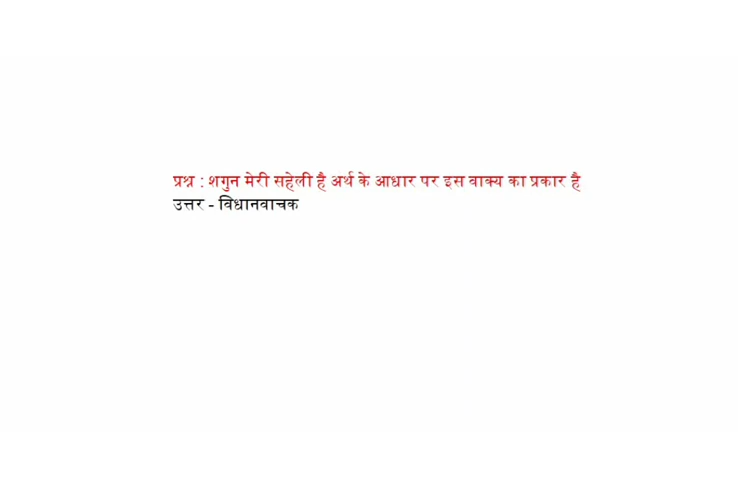 प्रश्न : शगुन मेरी सहेली है अर्थ के आधार पर इस वाक्य का प्रकार है
उत्तर - विधानवाचक